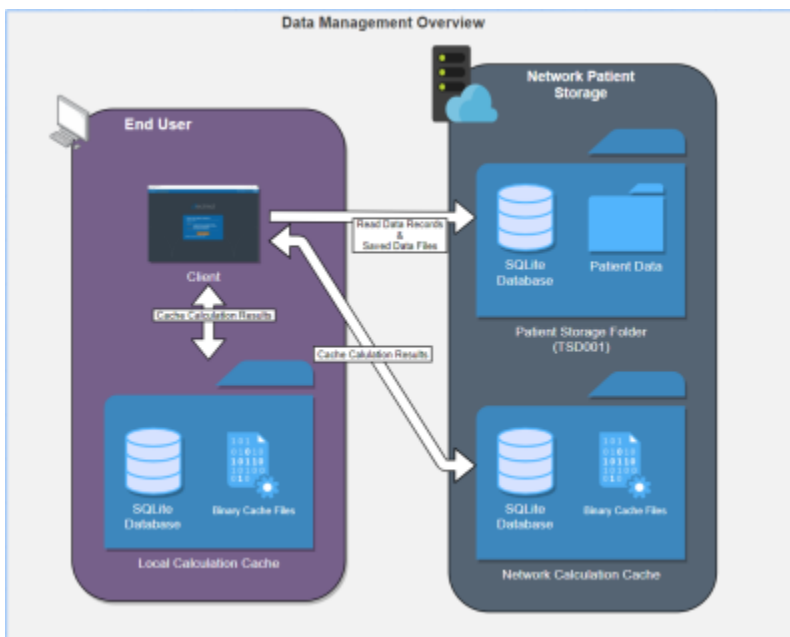 Data Management Overview
Network Patient
Storage
End User
Read Data Records
&
Saved Data Files
SQLite
Database
Patient Data
Client
Cache Calculation Results
Patient Storage Folder
(TSD001)
Cache Calulation Results
SQLite
Database
Binary Cache Files
Local Calculation Cache
SQLite
Database
Binary Cache Files
Network Calculation Cache